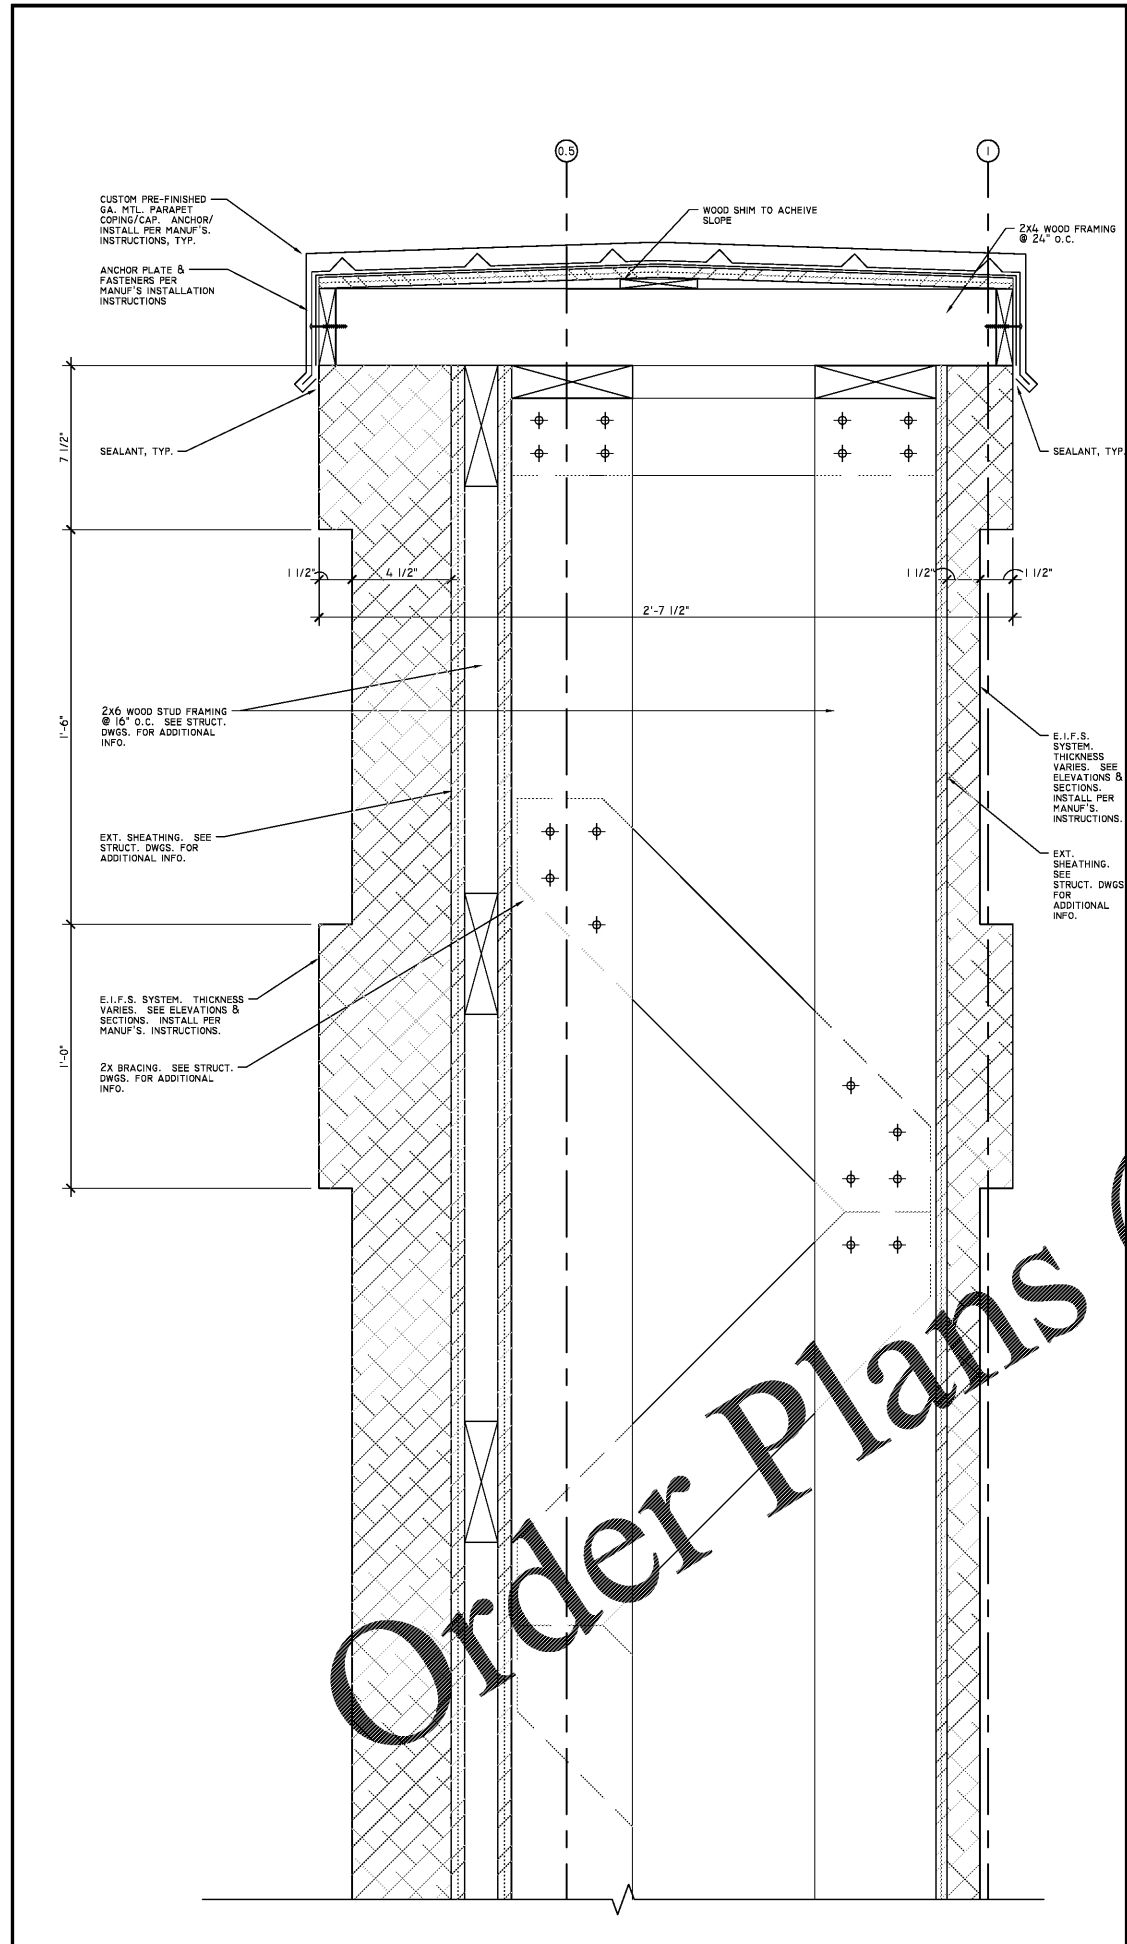 0.5
1
CUSTOM PRE-FINISHED
GA. MTL. PARAPET
COPING/CAP. ANCHOR/
INSTALL PER MANUF'S.
INSTRUCTIONS, TYP.
WOOD SHIM TO ACHEIVE
SLOPE
2X4 WOOD FRAMING
@ 24" O.C.
ANCHOR PLATE &
FASTENERS PER
MANUF'S INSTALLATION
INSTRUCTIONS
7 1/2"
SEALANT, TYP.
SEALANT, TYP.
1 1/2"
4 1/2"
1 1/2"
1 1/2"
2'-7 1/2"
1'-6"
2X6 WOOD STUD FRAMING
@ 16" O.C. SEE STRUCT.
DWGS. FOR ADDITIONAL
INFO.
E.I.F.S.
SYSTEM.
THICKNESS
VARIES. SEE
ELEVATIONS &
SECTIONS.
INSTALL PER
MANUF'S.
INSTRUCTIONS.
EXT. SHEATHING. SEE
STRUCT. DWGS. FOR
ADDITIONAL INFO.
EXT.
SHEATHING.
SEE
STRUCT. DWGS
FOR
ADDITIONAL
INFO.
E.I.F.S. SYSTEM. THICKNESS
VARIES. SEE ELEVATIONS &
SECTIONS. INSTALL PER
MANUF'S. INSTRUCTIONS.
1'-0"
2X BRACING. SEE STRUCT.
DWGS. FOR ADDITIONAL
INFO.
Order Plans